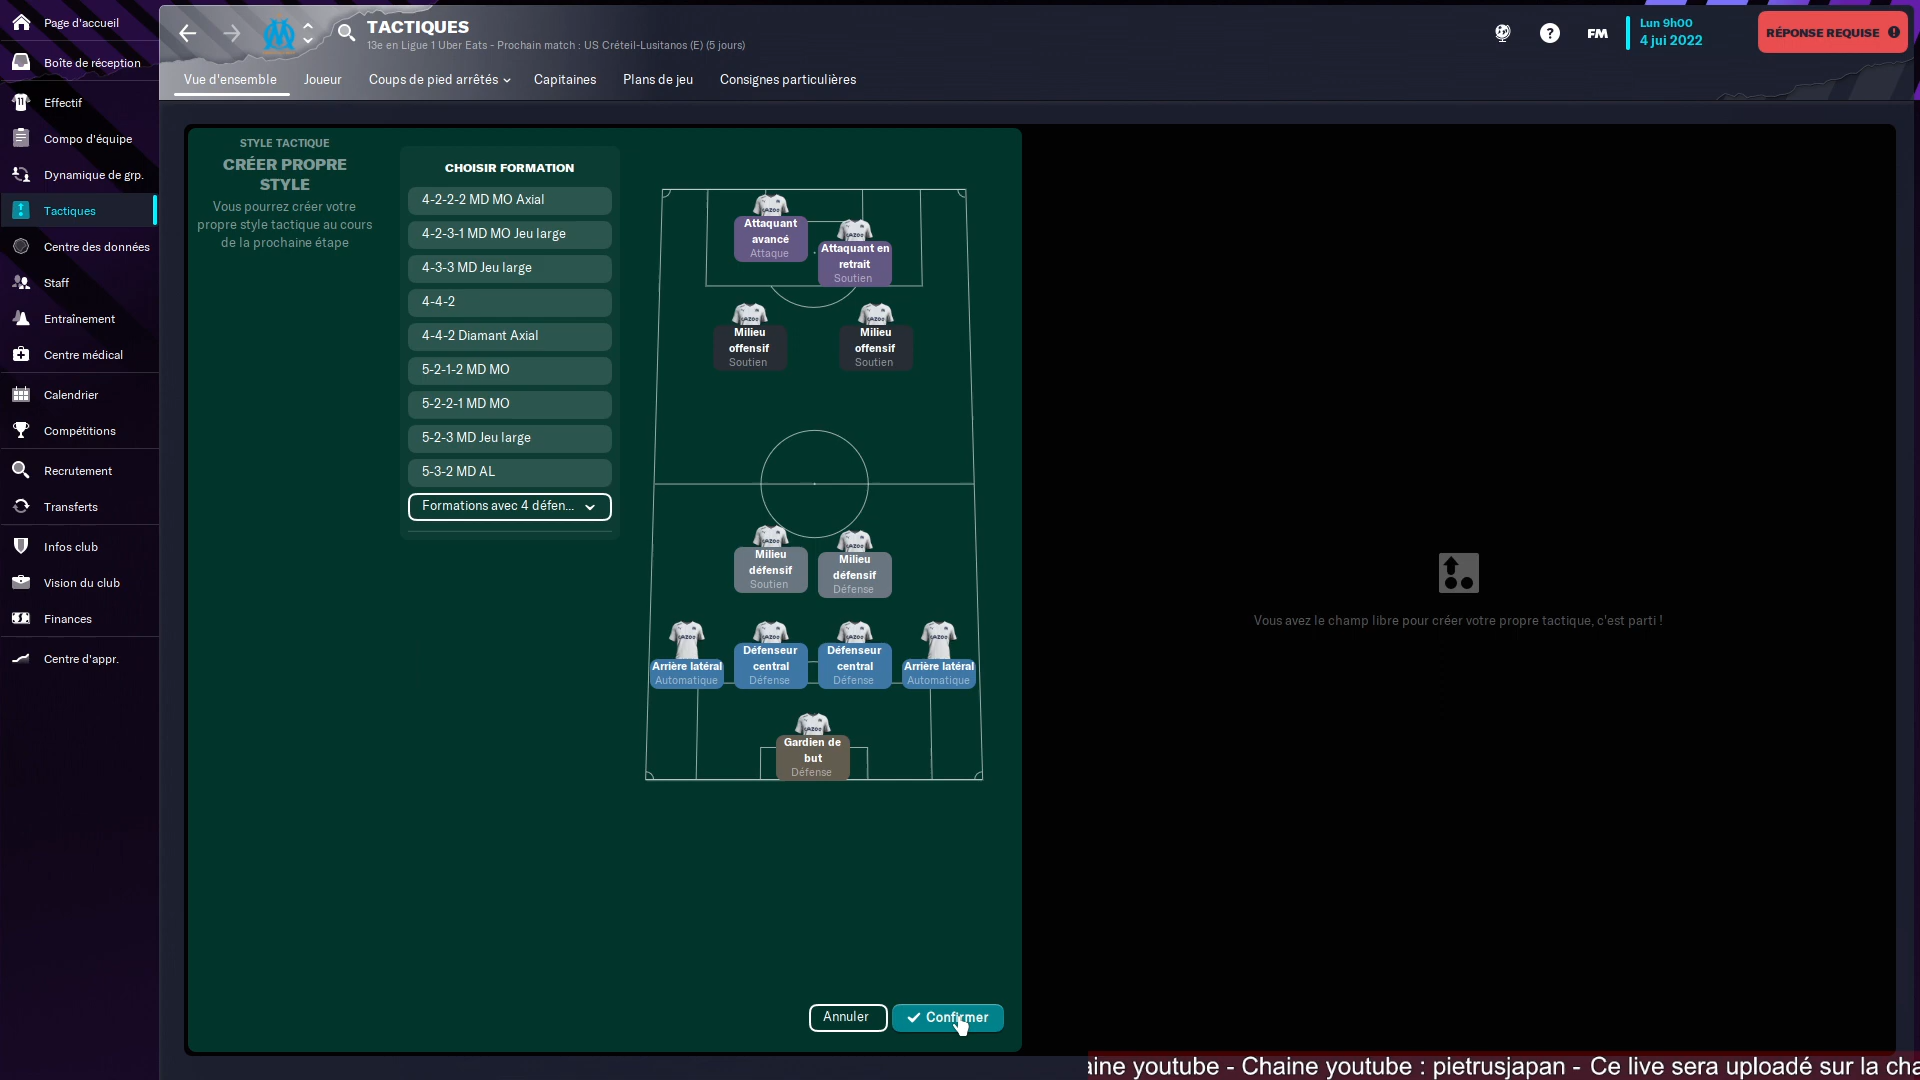 Page d'accueil
Boîte de réception
Effectif
Compo d'équipe
Dynamique de grp.
Tactiques
Centre des données
Staff
Entraînement
Centre médical
Calendrier
Compétitions
Recrutement
Transferts
Infos club
Vision du club
Finances
Centre d'appr.
TACTIQUES
13e en Ligue 1 Uber Eats - Prochain match : US Créteil-Lusitanos (E) (5 jours)
FM
Lun 9h00
4 jui 2022
RÉPONSE REQUISE
Vue d'ensemble
Joueur
Coups de pied arrêtés
Capitaines
Plans de jeu
Consignes particulières
STYLE TACTIQUE
CRÉER PROPRE
STYLE
Vous pourrez créer votre
propre style tactique au cours
de la prochaine étape
CHOISIR FORMATION
4-2-2-2 MD MO Axial
4-2-3-1 MD MO Jeu large
4-3-3 MD Jeu large
4-4-2
4-4-2 Diamant Axial
5-2-1-2 MD MO
5-2-2-1 MD MO
5-2-3 MD Jeu large
5-3-2 MD AL
Formations avec 4 défen...
Attaquant
avancé
Attaque
Attaquant en
retrait
Soutien
Milieu
offensif
Soutien
Milieu
offensif
Soutien
Milieu
défensif
Soutien
Milieu
défensif
Défense
Arrière latéral
Automatique
Défenseur
central
Défense
Défenseur
central
Défense
Arrière latéral
Automatique
Gardien de
but
Défense
Annuler
Confirmer
Vous avez le champ libre pour créer votre propre tactique, c'est parti !
aine youtube - Chaine youtube : pietrusjapan - Ce live sera uploadé sur la cha